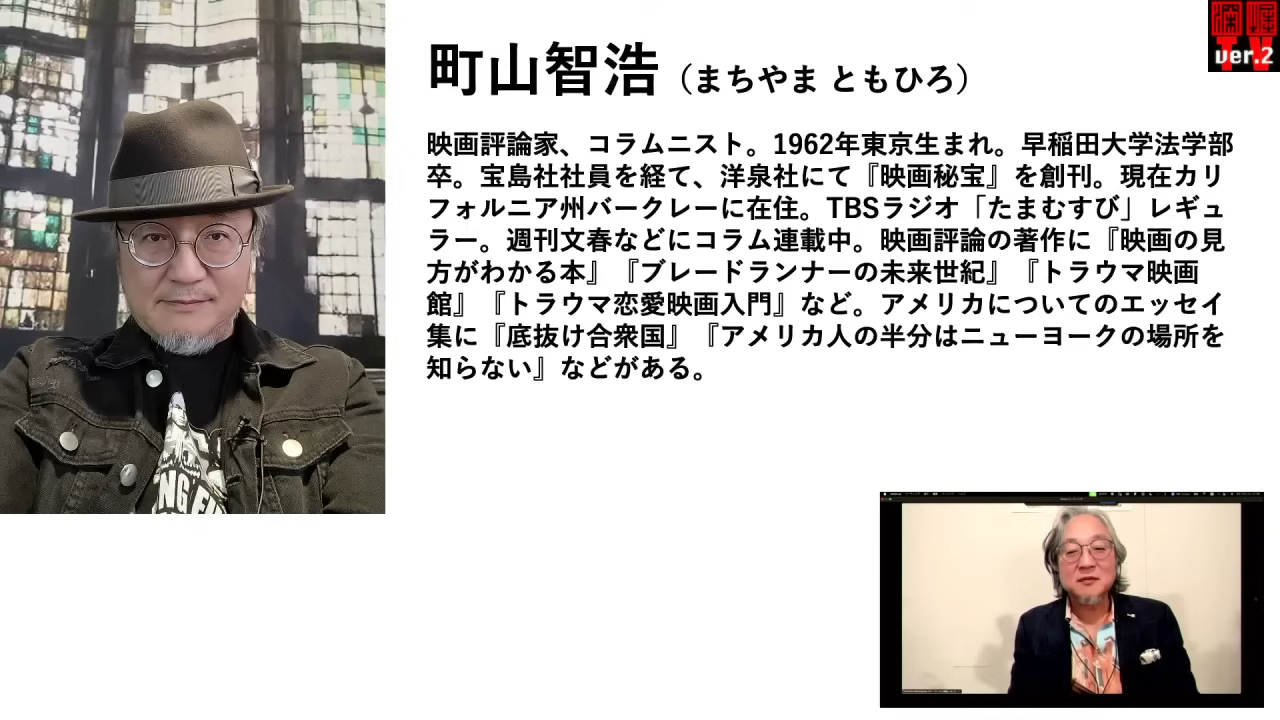 町山智浩（まちやま ともひろ）
映画評論家、コラムニスト。1962年東京生まれ。早稲田大学法学部
卒。宝島社社員を経て、洋泉社にて『映画秘宝』を創刊。現在カリ
フォルニア州バークレーに在住。TBSラジオ「たまむすび」レギュ
ラー。週刊文春などにコラム連載中。映画評論の著作に『映画の見
方がわかる本』『ブレードランナーの未来世紀』『トラウマ映画
館』『トラウマ恋愛映画入門』など。アメリカについてのエッセイ
集に『底抜け合衆国』『アメリカ人の半分はニューヨークの場所を
知らない』などがある。
TV
ver.2